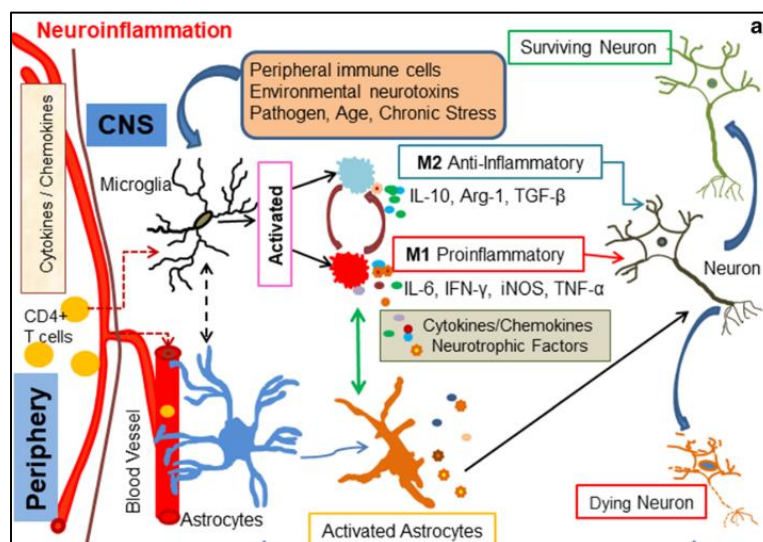 Neuroinflammation
a
Surviving Neuron
Peripheral immune cells
Environmental neurotoxins
Pathogen, Age, Chronic Stress
Cytokines / Chemokines
CNS
Microglia
Activated
M2 Anti-Inflammatory
IL-10, Arg-1, TGF-β
M1 Proinflammatory
IL-6, IFN-γ, iNOS, TNF-α
Neuron
CD4+
T cells
Cytokines/Chemokines
Neurotrophic Factors
Periphery
Blood Vessel
Astrocytes
Activated Astrocytes
Dying Neuron